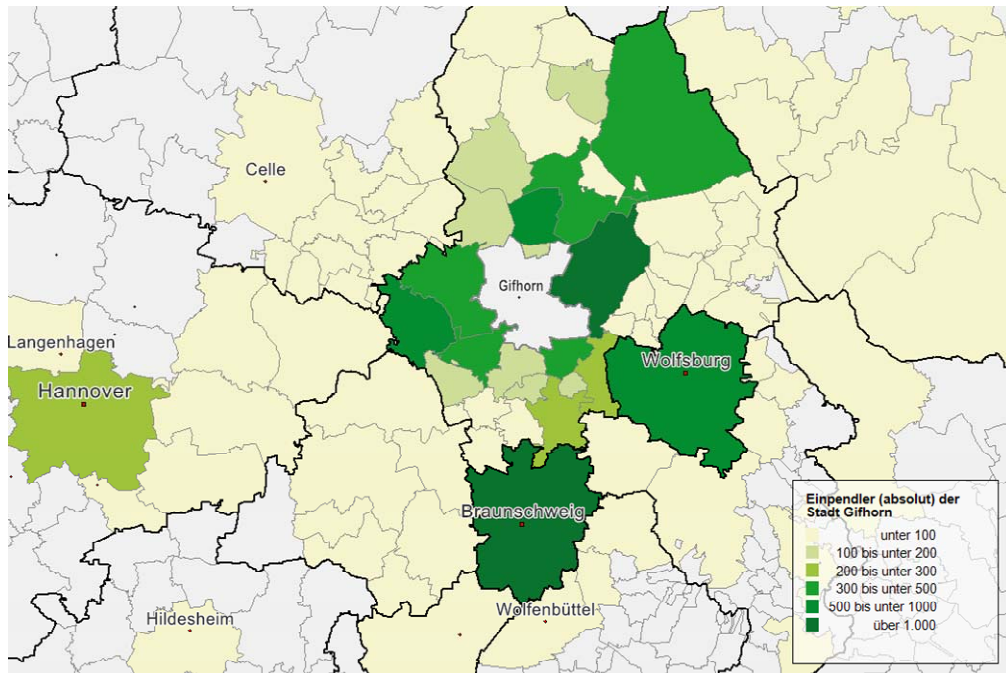 Celle
Gifhorn
Langenhagen
Hannover
Wolfsburg
Braunschweig
Wolfenbüttel
Hildesheim
Einpendler (absolut) der
Stadt Gifhorn
unter 100
100 bis unter 200
200 bis unter 300
300 bis unter 500
500 bis unter 1000
über 1.000